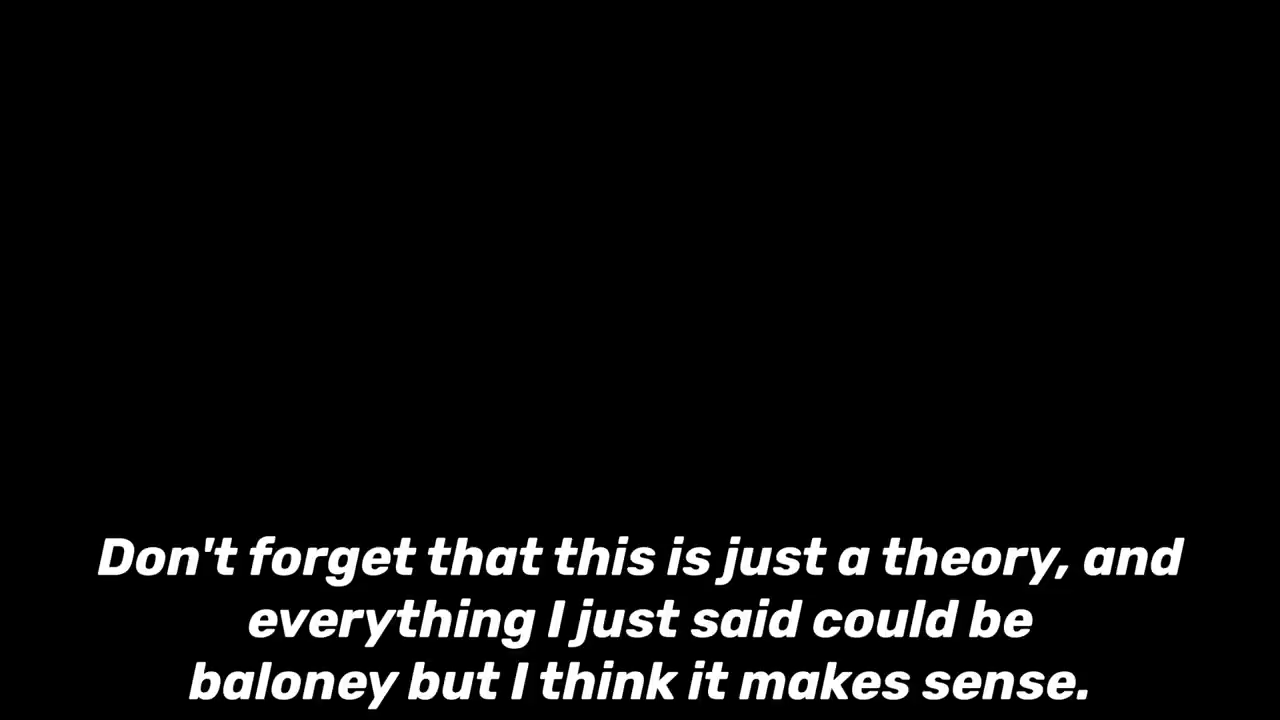 Don't forget that this is just a theory, and
everything I just said could be
baloney but I think it makes sense.